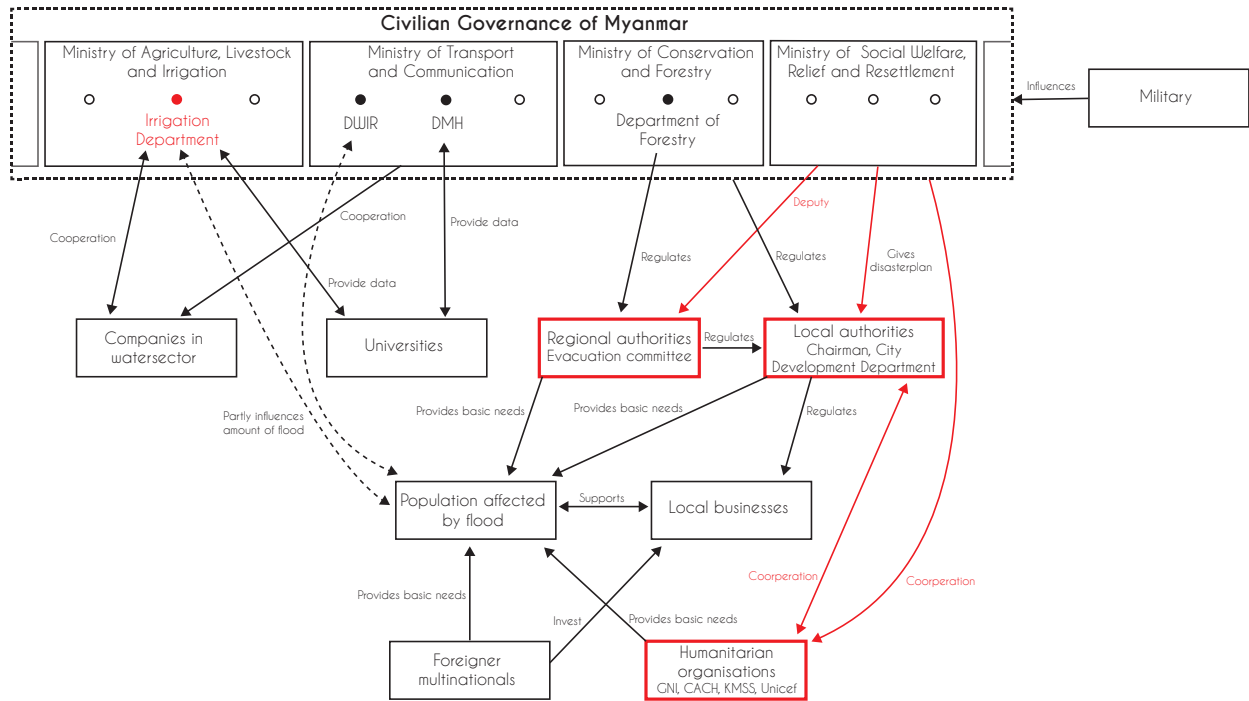 Civilian Governance of Myanmar
Ministry of Agriculture, Livestock
and Irrigation
Irrigation
Department
Ministry of Transport
and Communication
DWIR
DMH
Ministry of Conservation
and Forestry
Department of
Forestry
Ministry of Social Welfare,
Relief and Resettlement
Influences
Military
Cooperation
Cooperation
Provide data
Provide data
Regulates
Regulates
Deputy
Gives
disasterplan
Companies in
watersector
Universities
Regional authorities
Evacuation committee
Regulates
Local authorities
Chairman, City
Development Department
Partly influences
amount of flood
Provides basic needs
Provides basic needs
Regulates
Population affected
by flood
Supports
Local businesses
Provides basic needs
Invest
Provides basic needs
Coorperation
Coorperation
Foreigner
multinationals
Humanitarian
organisations
GNI, CACH, KMSS, Unicef